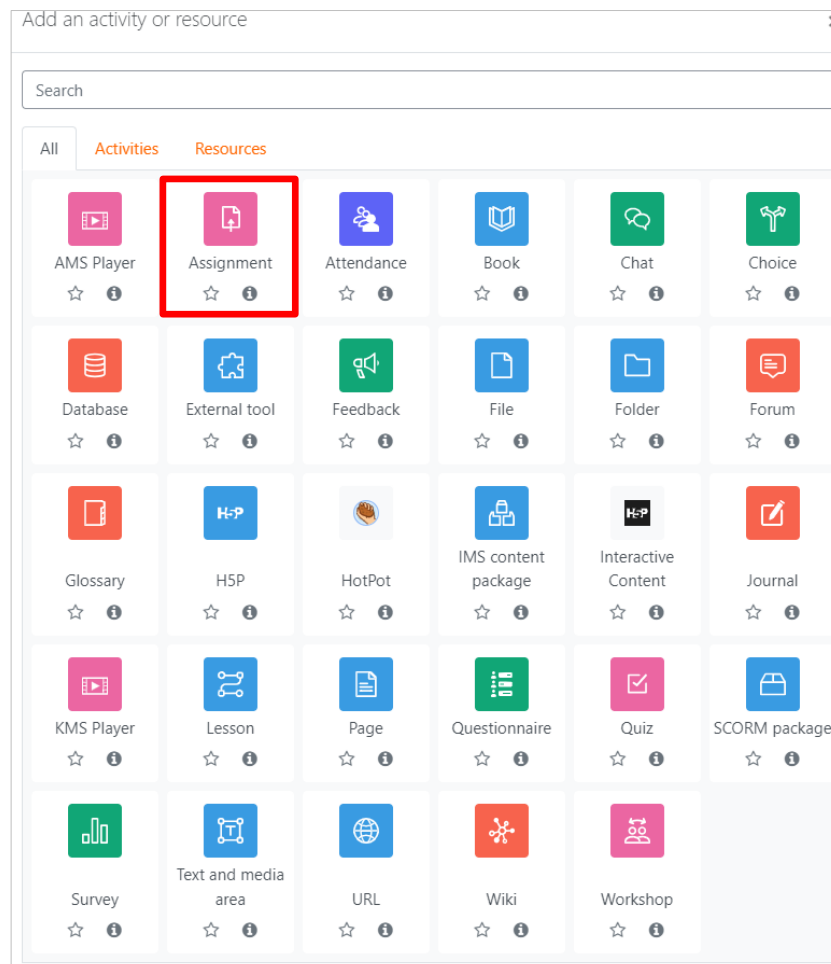 Add an activity or resource
Search
All Activities Resources
AMS Player Assignment Attendance Book Chat Choice
Database External tool Feedback File Folder Forum
H5P H5P
IMS content Interactive
Glossary H5P HotPot package Content Journal
KMS Player Lesson Page Questionnaire Quiz SCORM package
T
Text and media
Survey area URL Wiki Workshop